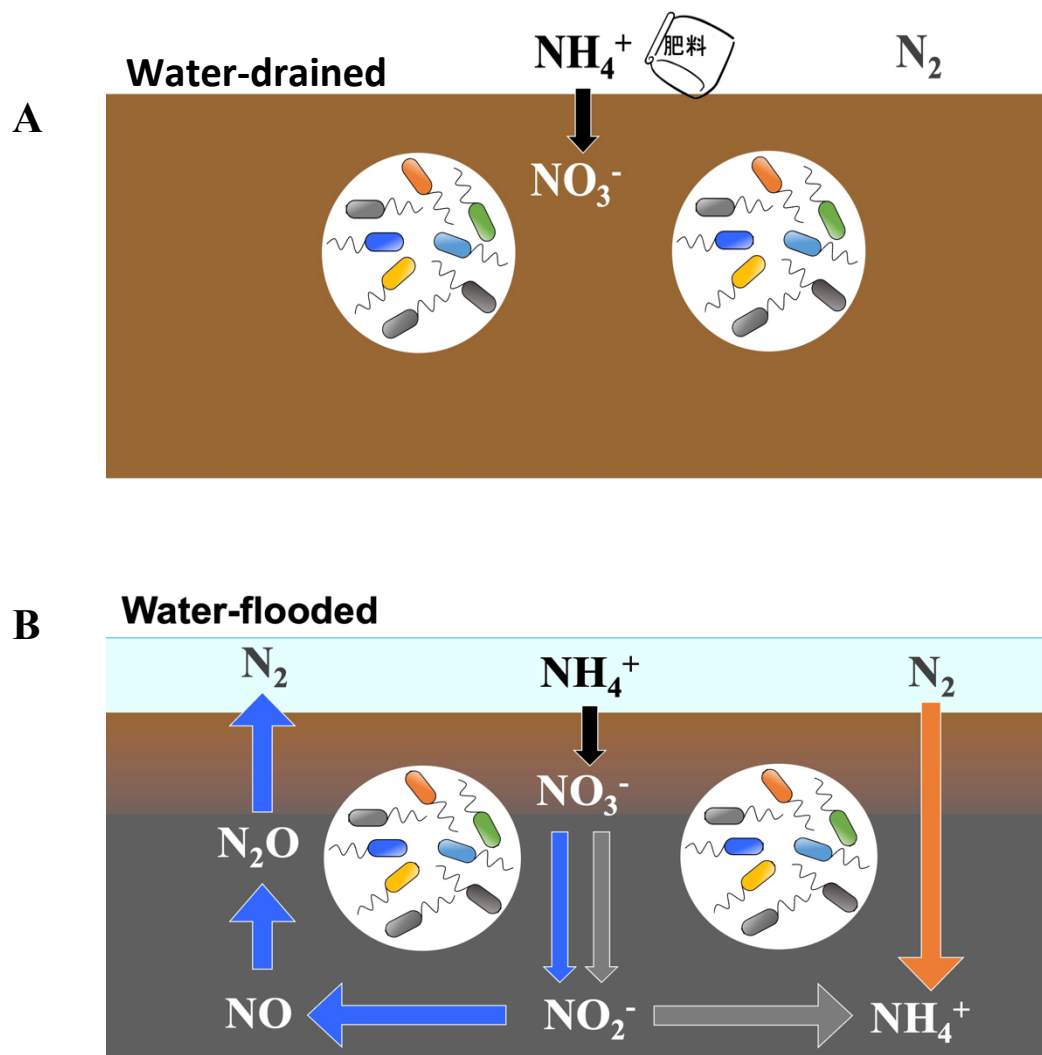 A
Water-drained
NH₄⁺
肥料
N₂
NO₃⁻
B
Water-flooded
N₂
NH₄⁺
N₂
NO₃⁻
N₂O
NO
NO₂⁻
NH₄⁺